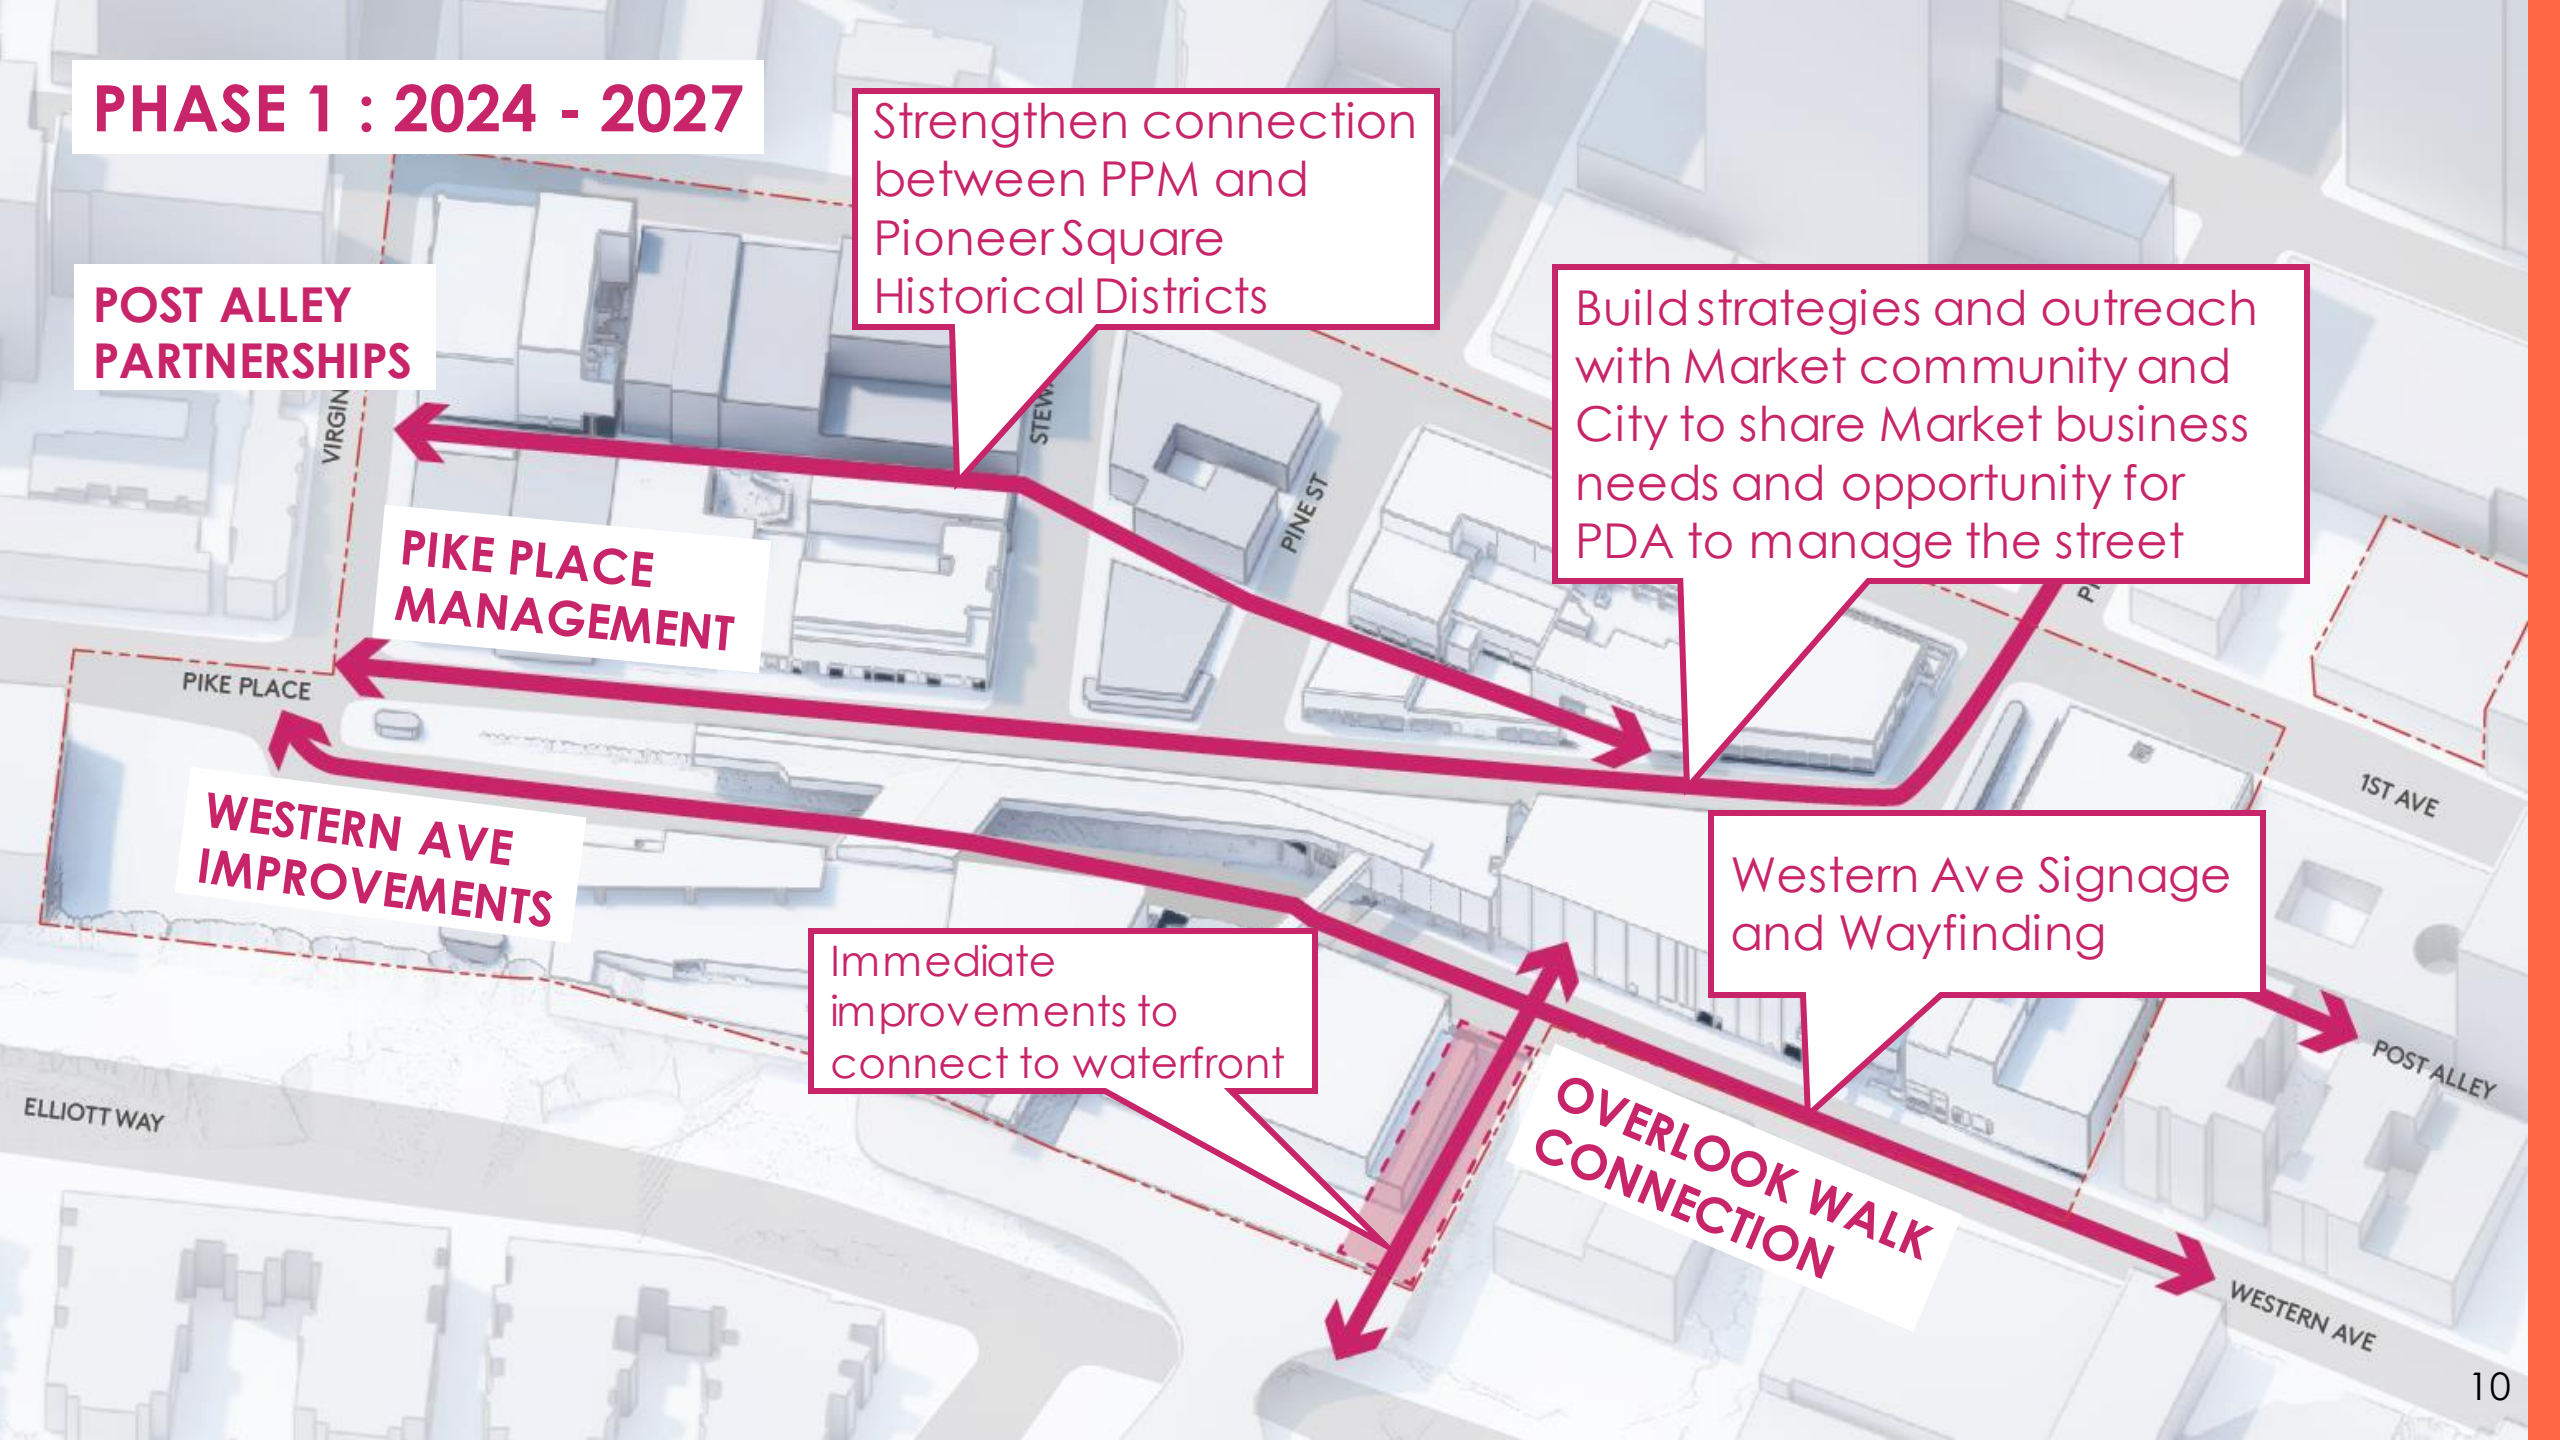 PHASE 1 : 2024 - 2027
Strengthen connection
between PPM and
Pioneer Square
Historical Districts
POST ALLEY
PARTNERSHIPS
Build strategies and outreach
with Market community and
City to share Market business
needs and opportunity for
PDA to manage the street
PINE ST
PIKE PLACE
MANAGEMENT
PIKE PLACE
1ST AVE
WESTERN AVE
IMPROVEMENTS
Western Ave Signage
and Wayfinding
Immediate
improvements to
connect to waterfront
POST ALLEY
ELLIOTT WAY
OVERLOOK WALK
CONNECTION
WESTERN AVE
10